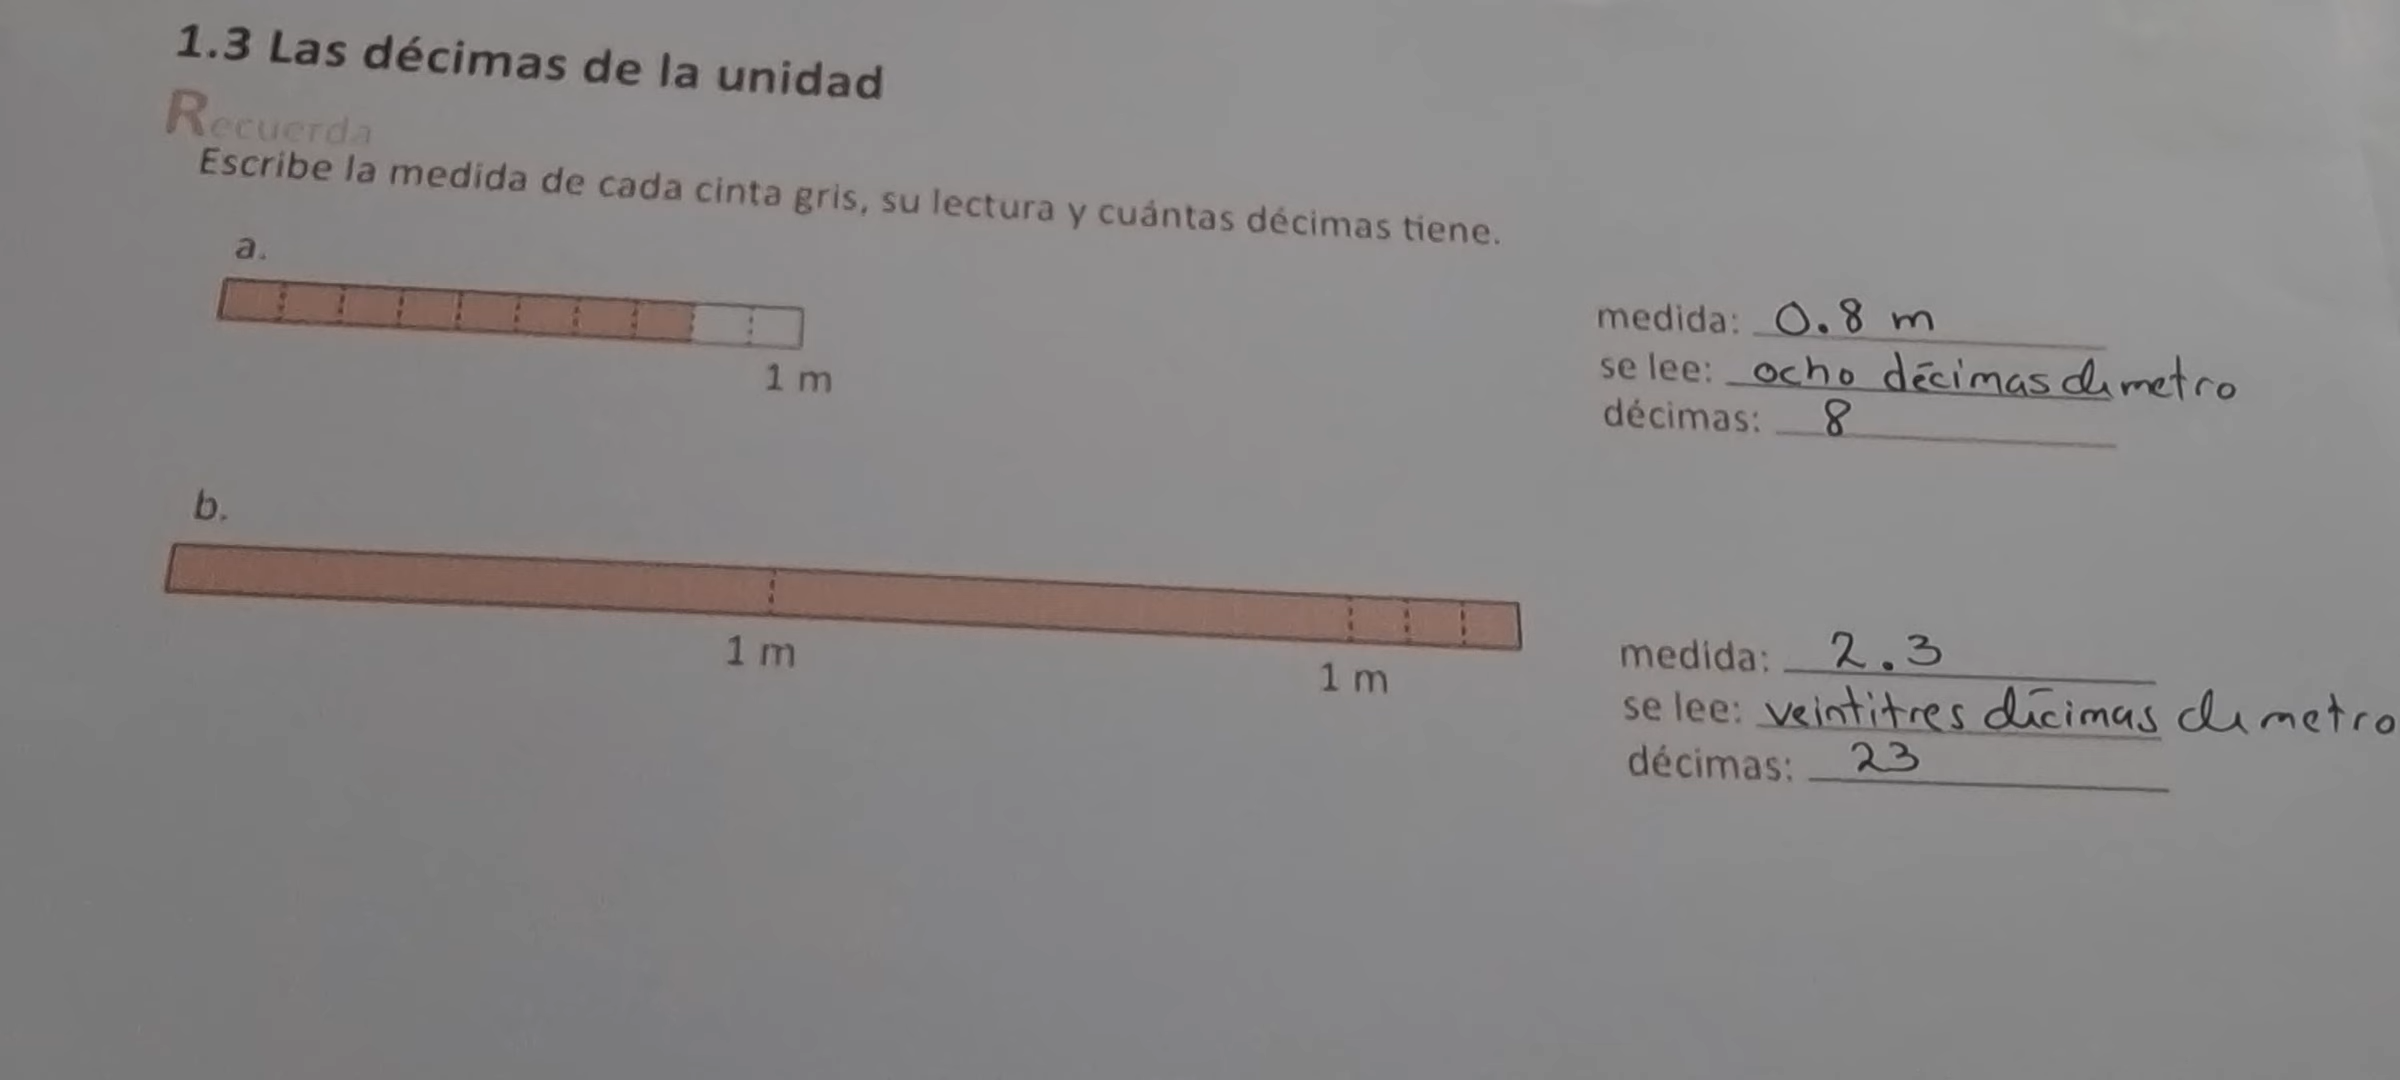 1.3 Las décimas de la unidad
Recuerda
Escribe la medida de cada cinta gris, su lectura y cuántas décimas tiene.
a.
1 m
medida: 0.8 m
se lee: ocho décimas de metro
décimas: 8
b.
1 m
1 m
medida: 2.3
se lee: veintitres décimas de metro
décimas: 23